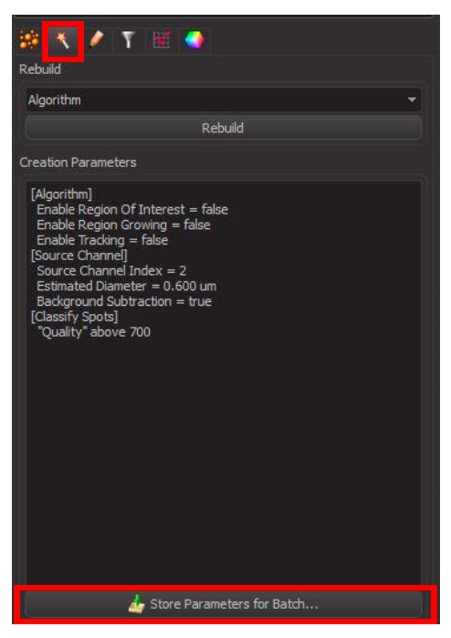 Rebuild
Algorithm
Rebuild
Creation Parameters
[Algorithm]
Enable Region Of Interest = false
Enable Region Growing = false
Enable Tracking = false
[Source Channel]
Source Channel Index = 2
Estimated Diameter = 0.600 um
Background Subtraction = true
[Classify Spots]
"Quality" above 700
Store Parameters for Batch...